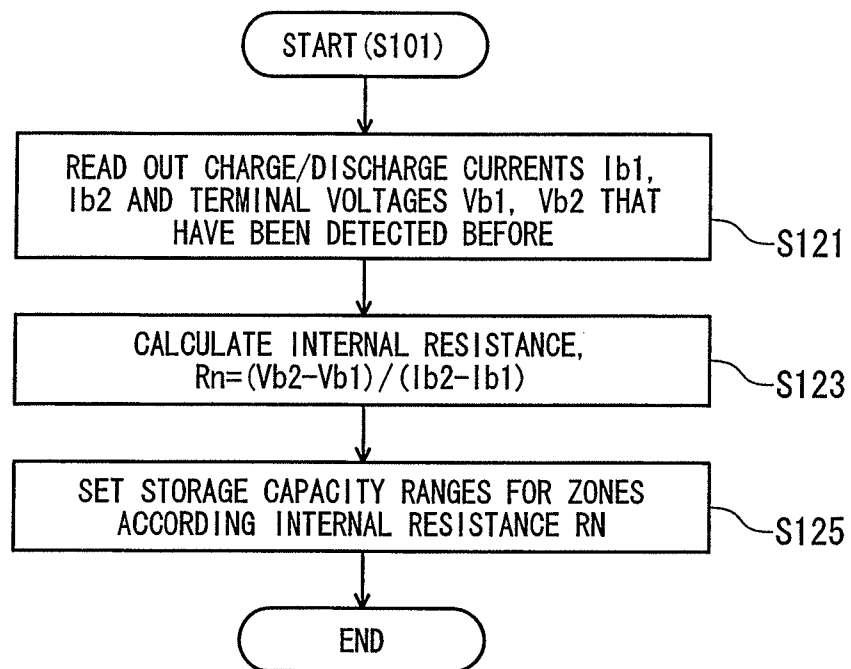 START(S101)
READ OUT CHARGE/DISCHARGE CURRENTS Ib1,
Ib2 AND TERMINAL VOLTAGES Vb1, Vb2 THAT
HAVE BEEN DETECTED BEFORE
S121
CALCULATE INTERNAL RESISTANCE,
Rn=(Vb2-Vb1)/(Ib2-Ib1)
S123
SET STORAGE CAPACITY RANGES FOR ZONES
ACCORDING INTERNAL RESISTANCE RN
S125
END